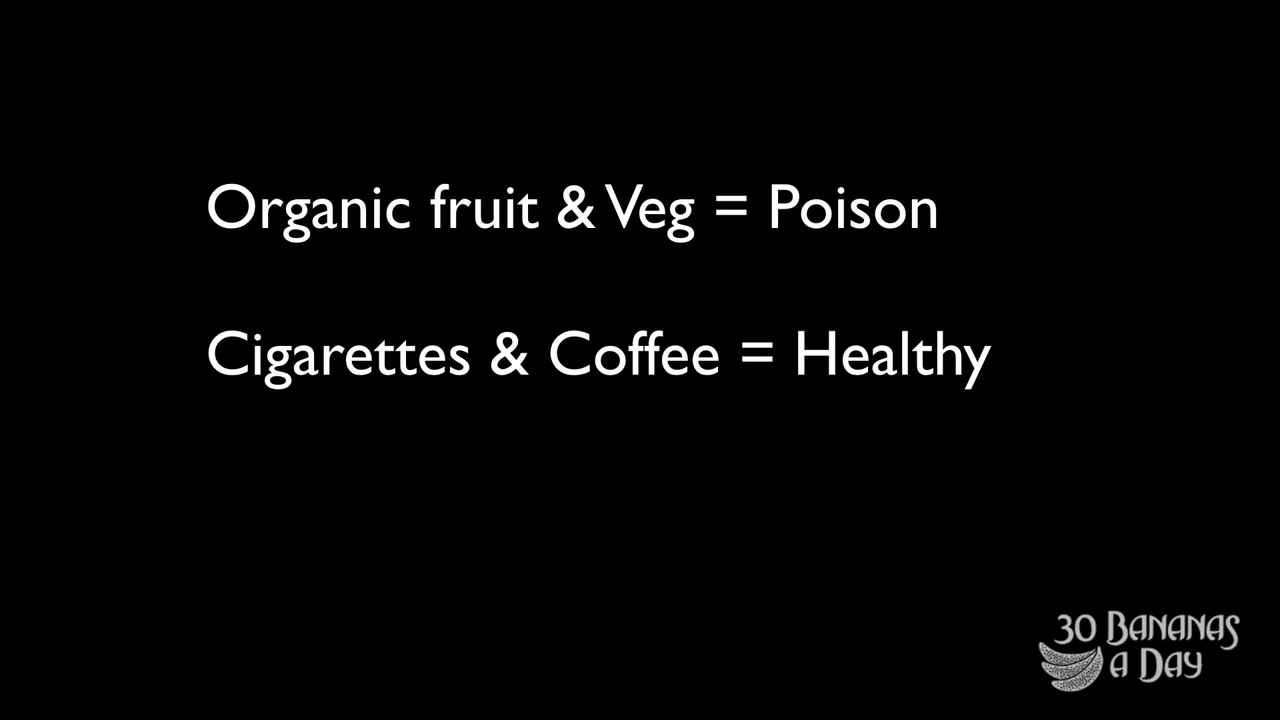 Organic fruit & Veg = Poison
Cigarettes & Coffee = Healthy
30 BANANAS
A DAY